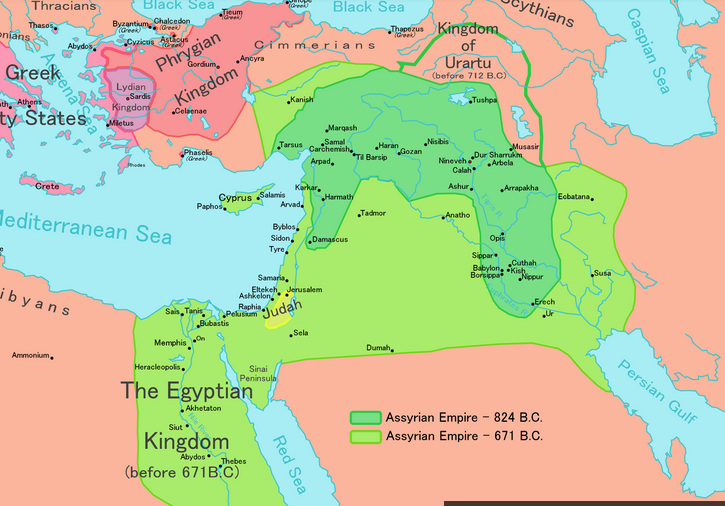 Thracians
Black Sea
Black Sea
Scythians
Caspian Sea
Thasos
(Greek)
Byzantium
(Greek)
Chalcedon
(Greek)
Tieum
(Greek)
(Greek)
Thapezus
(Greek)
Astacus
(Greek)
Cyzicus
Abydos
Cimmerians
Kingdom
of
Urartu
(before 712 B.C)
Phrygian
Kingdom
Gordium
Ancyra
Greek
ty States
Athens
Lydian
Kingdom
Sardis
Miletus
Celaenae
Kanish
Tushpa
Phaselis
(Greek)
Rhodes
Crete
Tarsus
Marqash
Samal
Carchemish
Til Barsip
Arpad
Haran
Gozan
Nisibis
Musasir
Dur Sharrukm
Nineveh
Arbela
Calah
Ashur
Arrapakha
Ecbatana
Karkar
Harmath
Arvad
Cyprus
Salamis
Paphos
Tadmor
Anatho
Mediterranean Sea
Byblos
Sidon
Tyre
Damascus
Opis
Sippar
Cuthah
Babylon
Kish
Borsippa
Nippur
Susa
Samaria
Eltekeh
Jerusalem
Ashkelon
Raphia
Judah
Erech
Ur
ibyans
Sais
Tanis
Pelusium
Bubastis
Sela
On
Memphis
Dumah
Ammonium
Heracleopolis
Sinai
Peninsula
Persian Gulf
The Egyptian
Kingdom
(before 671B.C)
Akhetaton
Siut
Abydos
Thebes
Red Sea
Assyrian Empire – 824 B.C.
Assyrian Empire – 671 B.C.